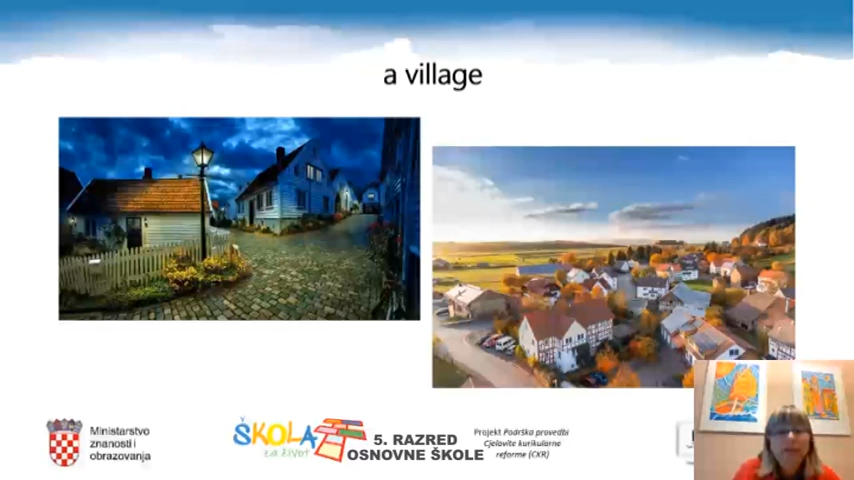 a village
Ministarstvo
znanosti i
obrazovanja
ŠKOLA
za život
5. RAZRED
OSNOVNE ŠKOLE
Projekt Podrška provedbi
Cjelovite kurikularne
reforme (CKR)